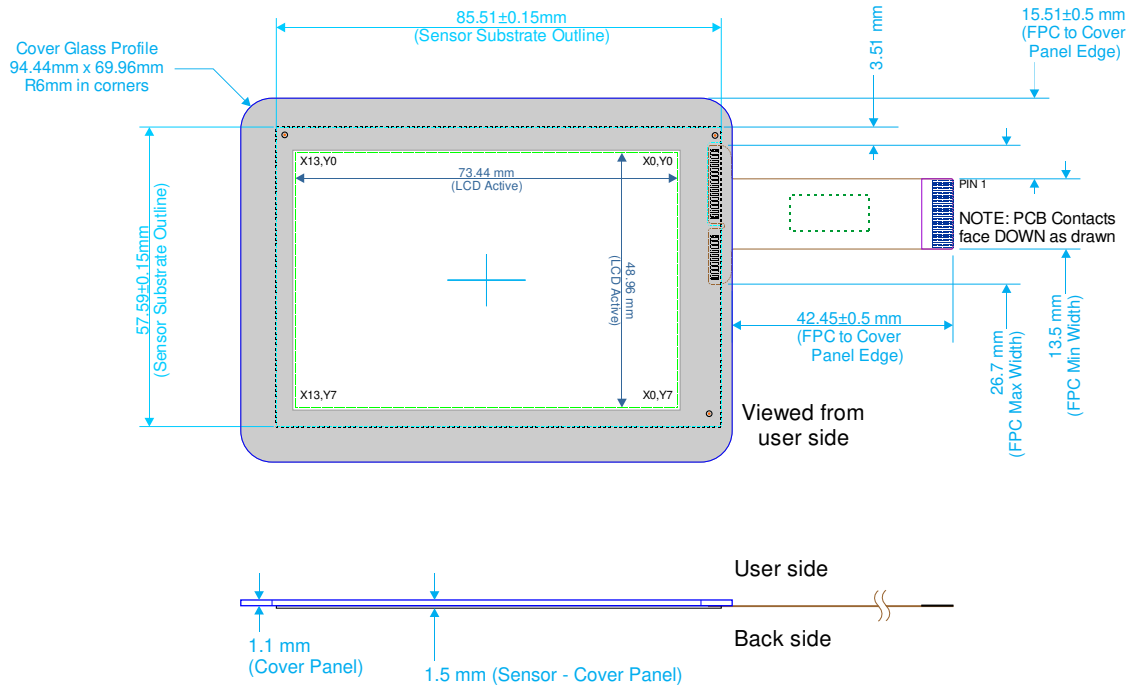 85.51±0.15mm
(Sensor Substrate Outline)
3.51 mm
15.51±0.5 mm
(FPC to Cover
Panel Edge)
Cover Glass Profile
94.44mm x 69.96mm
R6mm in corners
X13,Y0
X0,Y0
73.44 mm
(LCD Active)
PIN 1
NOTE: PCB Contacts
face DOWN as drawn
57.59±0.15mm
(Sensor Substrate Outline)
48.96 mm
(LCD Active)
42.45±0.5 mm
(FPC to Cover
Panel Edge)
26.7 mm
(FPC Max Width)
13.5 mm
(FPC Min Width)
X13,Y7
X0,Y7
Viewed from
user side
User side
Back side
1.1 mm
(Cover Panel)
1.5 mm (Sensor - Cover Panel)